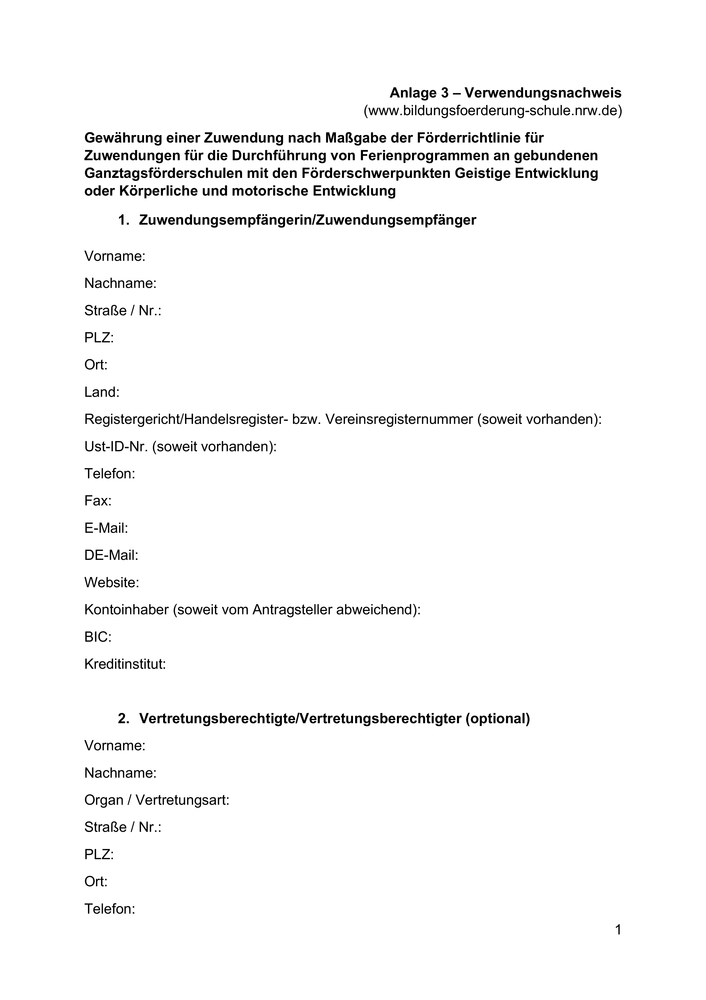 Anlage 3 – Verwendungsnachweis
(www.bildungsfoerderung-schule.nrw.de)
Gewährung einer Zuwendung nach Maßgabe der Förderrichtlinie für
Zuwendungen für die Durchführung von Ferienprogrammen an gebundenen
Ganztagsförderschulen mit den Förderschwerpunkten Geistige Entwicklung
oder Körperliche und motorische Entwicklung
1. Zuwendungsempfängerin/Zuwendungsempfänger
Vorname:
Nachname:
Straße / Nr.:
PLZ:
Ort:
Land:
Registergericht/Handelsregister- bzw. Vereinsregisternummer (soweit vorhanden):
Ust-ID-Nr. (soweit vorhanden):
Telefon:
Fax:
E-Mail:
DE-Mail:
Website:
Kontoinhaber (soweit vom Antragsteller abweichend):
BIC:
Kreditinstitut:
2. Vertretungsberechtigte/Vertretungsberechtigter (optional)
Vorname:
Nachname:
Organ / Vertretungsart:
Straße / Nr.:
PLZ:
Ort:
Telefon:
1